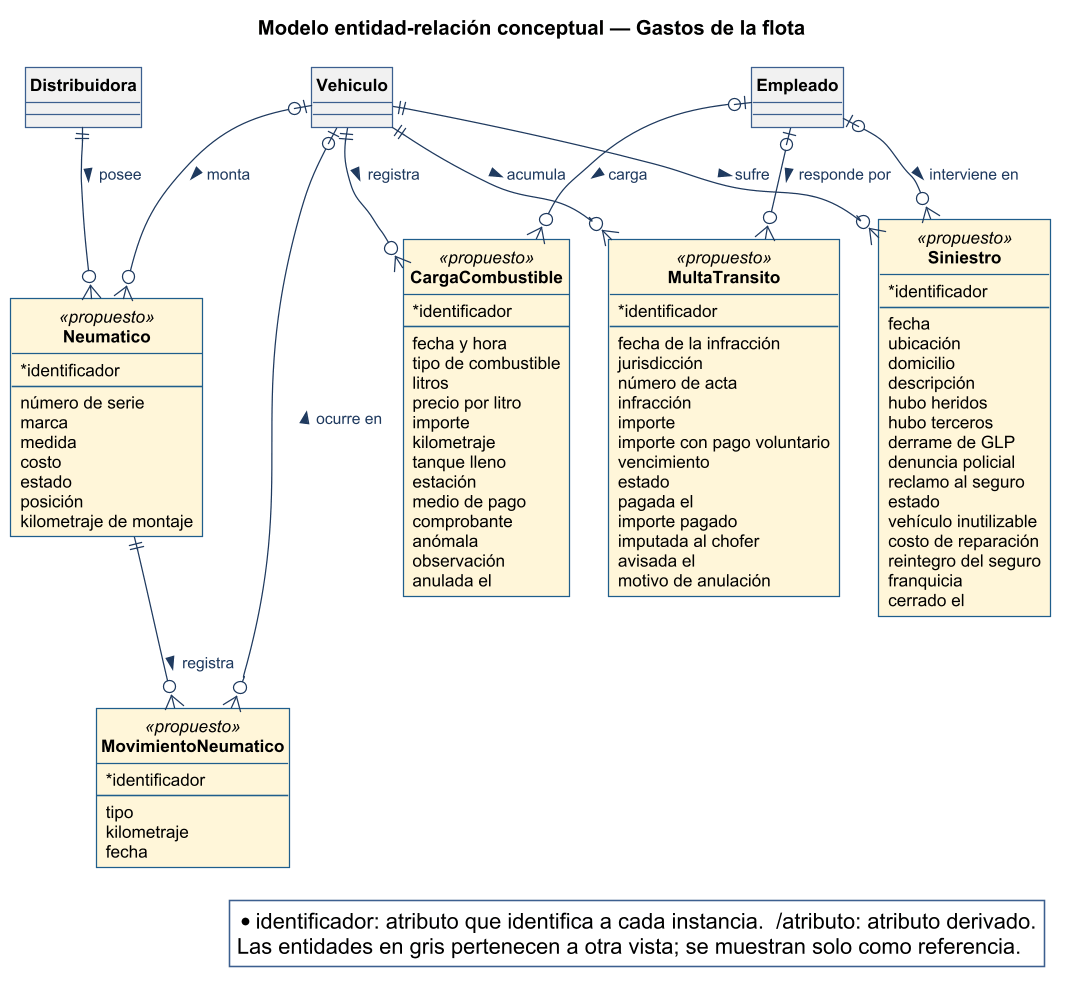 Modelo entidad-relación conceptual — Gastos de la flota
Distribuidora
Vehiculo
Empleado
posee
monta
registra
acumula
carga
sufre
responde por
interviene en
«propuesto»
Neumatico
*identificador
número de serie
marca
medida
costo
estado
posición
kilometraje de montaje
ocurre en
«propuesto»
CargaCombustible
*identificador
fecha y hora
tipo de combustible
litros
precio por litro
importe
kilometraje
tanque lleno
estación
medio de pago
comprobante
anómala
observación
anulada el
«propuesto»
MultaTransito
*identificador
fecha de la infracción
jurisdicción
número de acta
infracción
importe
importe con pago voluntario
vencimiento
estado
pagada el
importe pagado
imputada al chofer
avisada el
motivo de anulación
«propuesto»
Siniestro
*identificador
fecha
ubicación
domicilio
descripción
hubo heridos
hubo terceros
derrame de GLP
denuncia policial
reclamo al seguro
estado
vehículo inutilizable
costo de reparación
reintegro del seguro
franquicia
cerrado el
registra
«propuesto»
MovimientoNeumatico
*identificador
tipo
kilometraje
fecha
• identificador: atributo que identifica a cada instancia. /atributo: atributo derivado.
Las entidades en gris pertenecen a otra vista; se muestran solo como referencia.